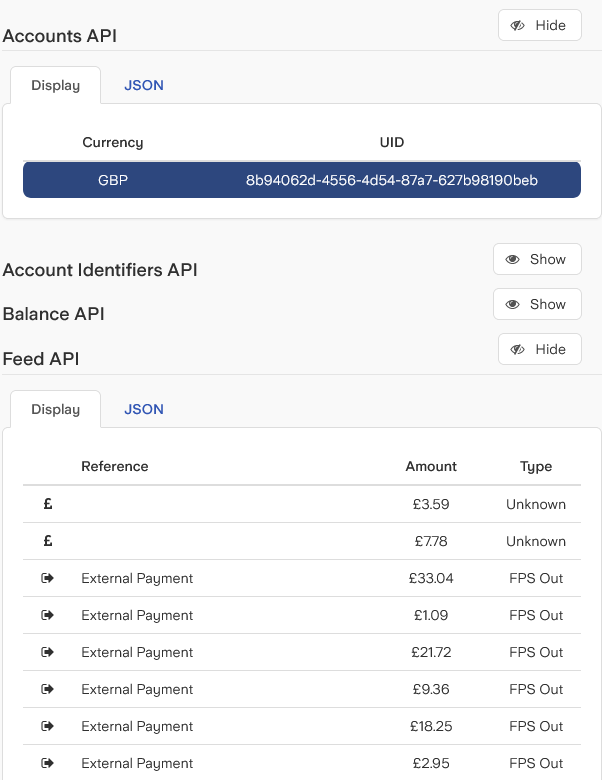 Accounts API Hide
Display JSON
Currency UID
GBP 8b94062d-4556-4d54-87a7-627b98190beb
Account Identifiers API Show
Balance API Show
Feed API Hide
Display JSON
Reference Amount Type
£ £3.59 Unknown
£ £7.78 Unknown
External Payment £33.04 FPS Out
External Payment £1.09 FPS Out
External Payment £21.72 FPS Out
External Payment £9.36 FPS Out
External Payment £18.25 FPS Out
External Payment £2.95 FPS Out